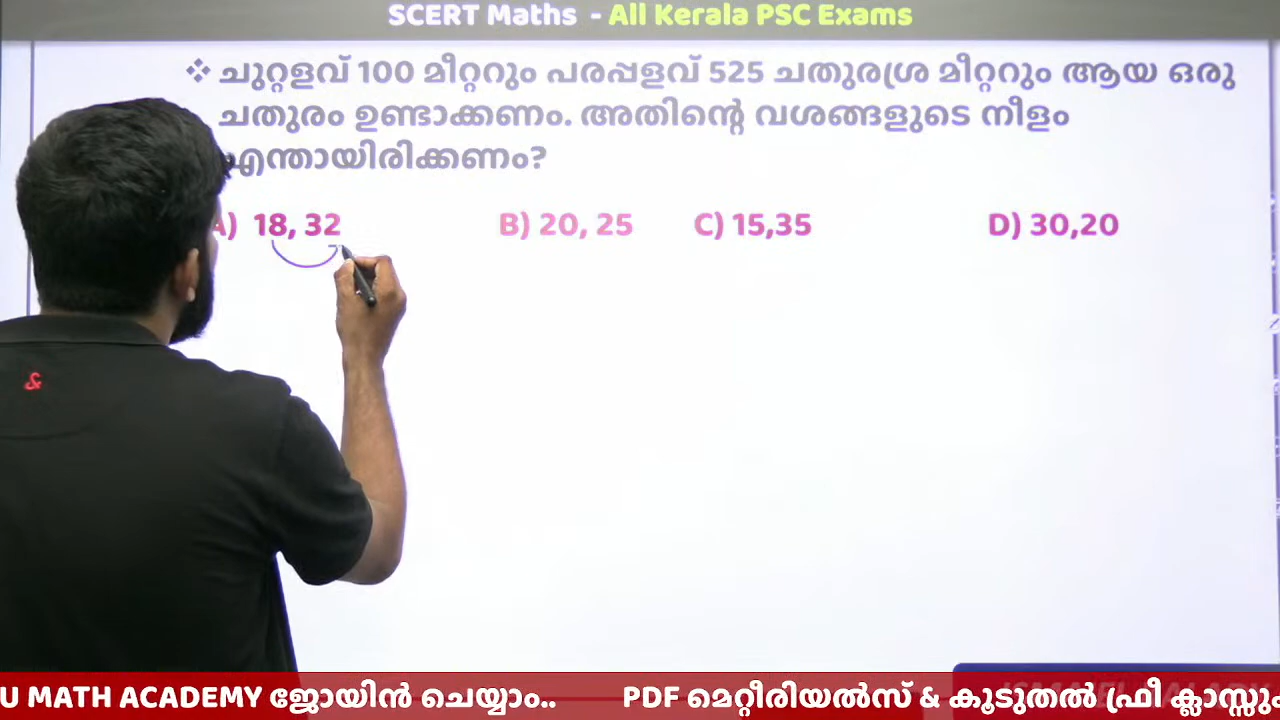 SCERT Maths - All Kerala PSC Exams
❖ ചുറ്റളവ് 100 മീറ്ററും പരപ്പളവ് 525 ചതുരശ്ര മീറ്ററും ആയ ഒരു
ചതുരം ഉണ്ടാക്കണം. അതിന്റെ വശങ്ങളുടെ നീളം
എന്തായിരിക്കണം?
A) 18, 32 B) 20, 25 C) 15,35 D) 30,20
&
U MATH ACADEMY ജോയിൻ ചെയ്യാം.. PDF മെറ്റീരിയൽസ് & കൂടുതൽ ഫ്രീ ക്ലാസ്സും